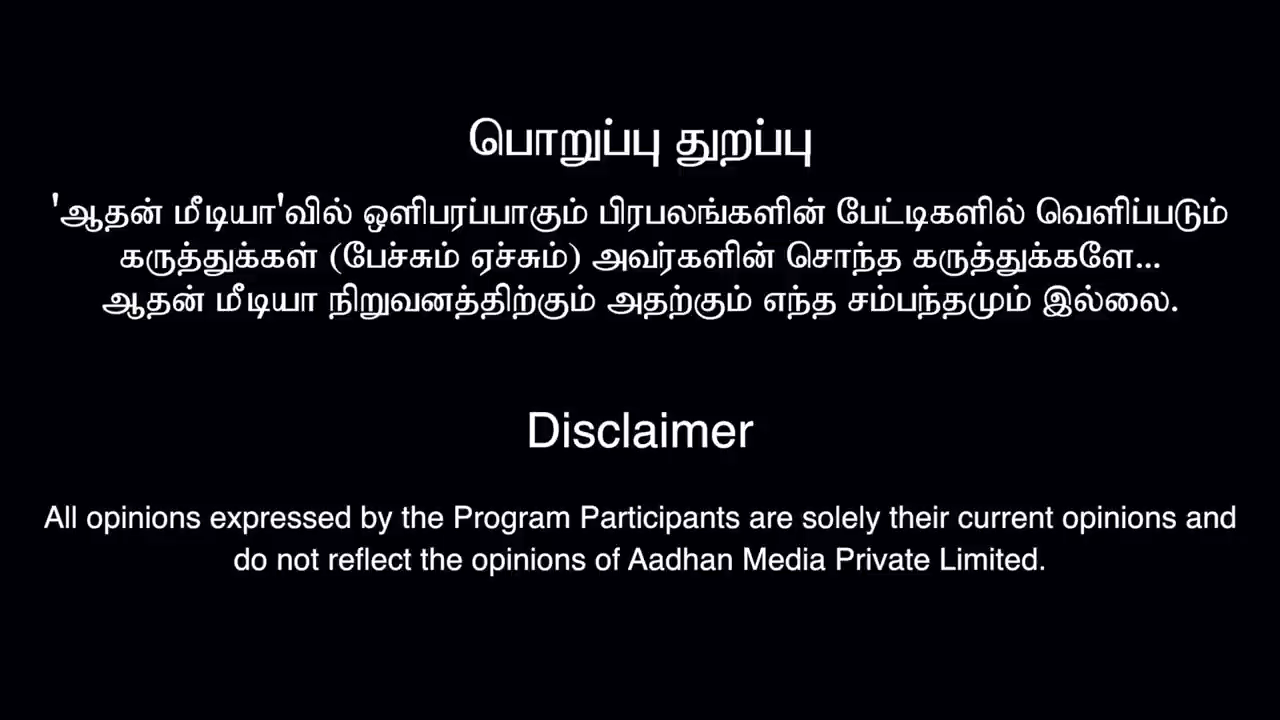 பொறுப்பு துறப்பு
'ஆதன் மீடியா'வில் ஒளிபரப்பாகும் பிரபலங்களின் பேட்டிகளில் வெளிப்படும்
கருத்துக்கள் (பேச்சும் ஏச்சும்) அவர்களின் சொந்த கருத்துக்களே...
ஆதன் மீடியா நிறுவனத்திற்கும் அதற்கும் எந்த சம்பந்தமும் இல்லை.
Disclaimer
All opinions expressed by the Program Participants are solely their current opinions and
do not reflect the opinions of Aadhan Media Private Limited.